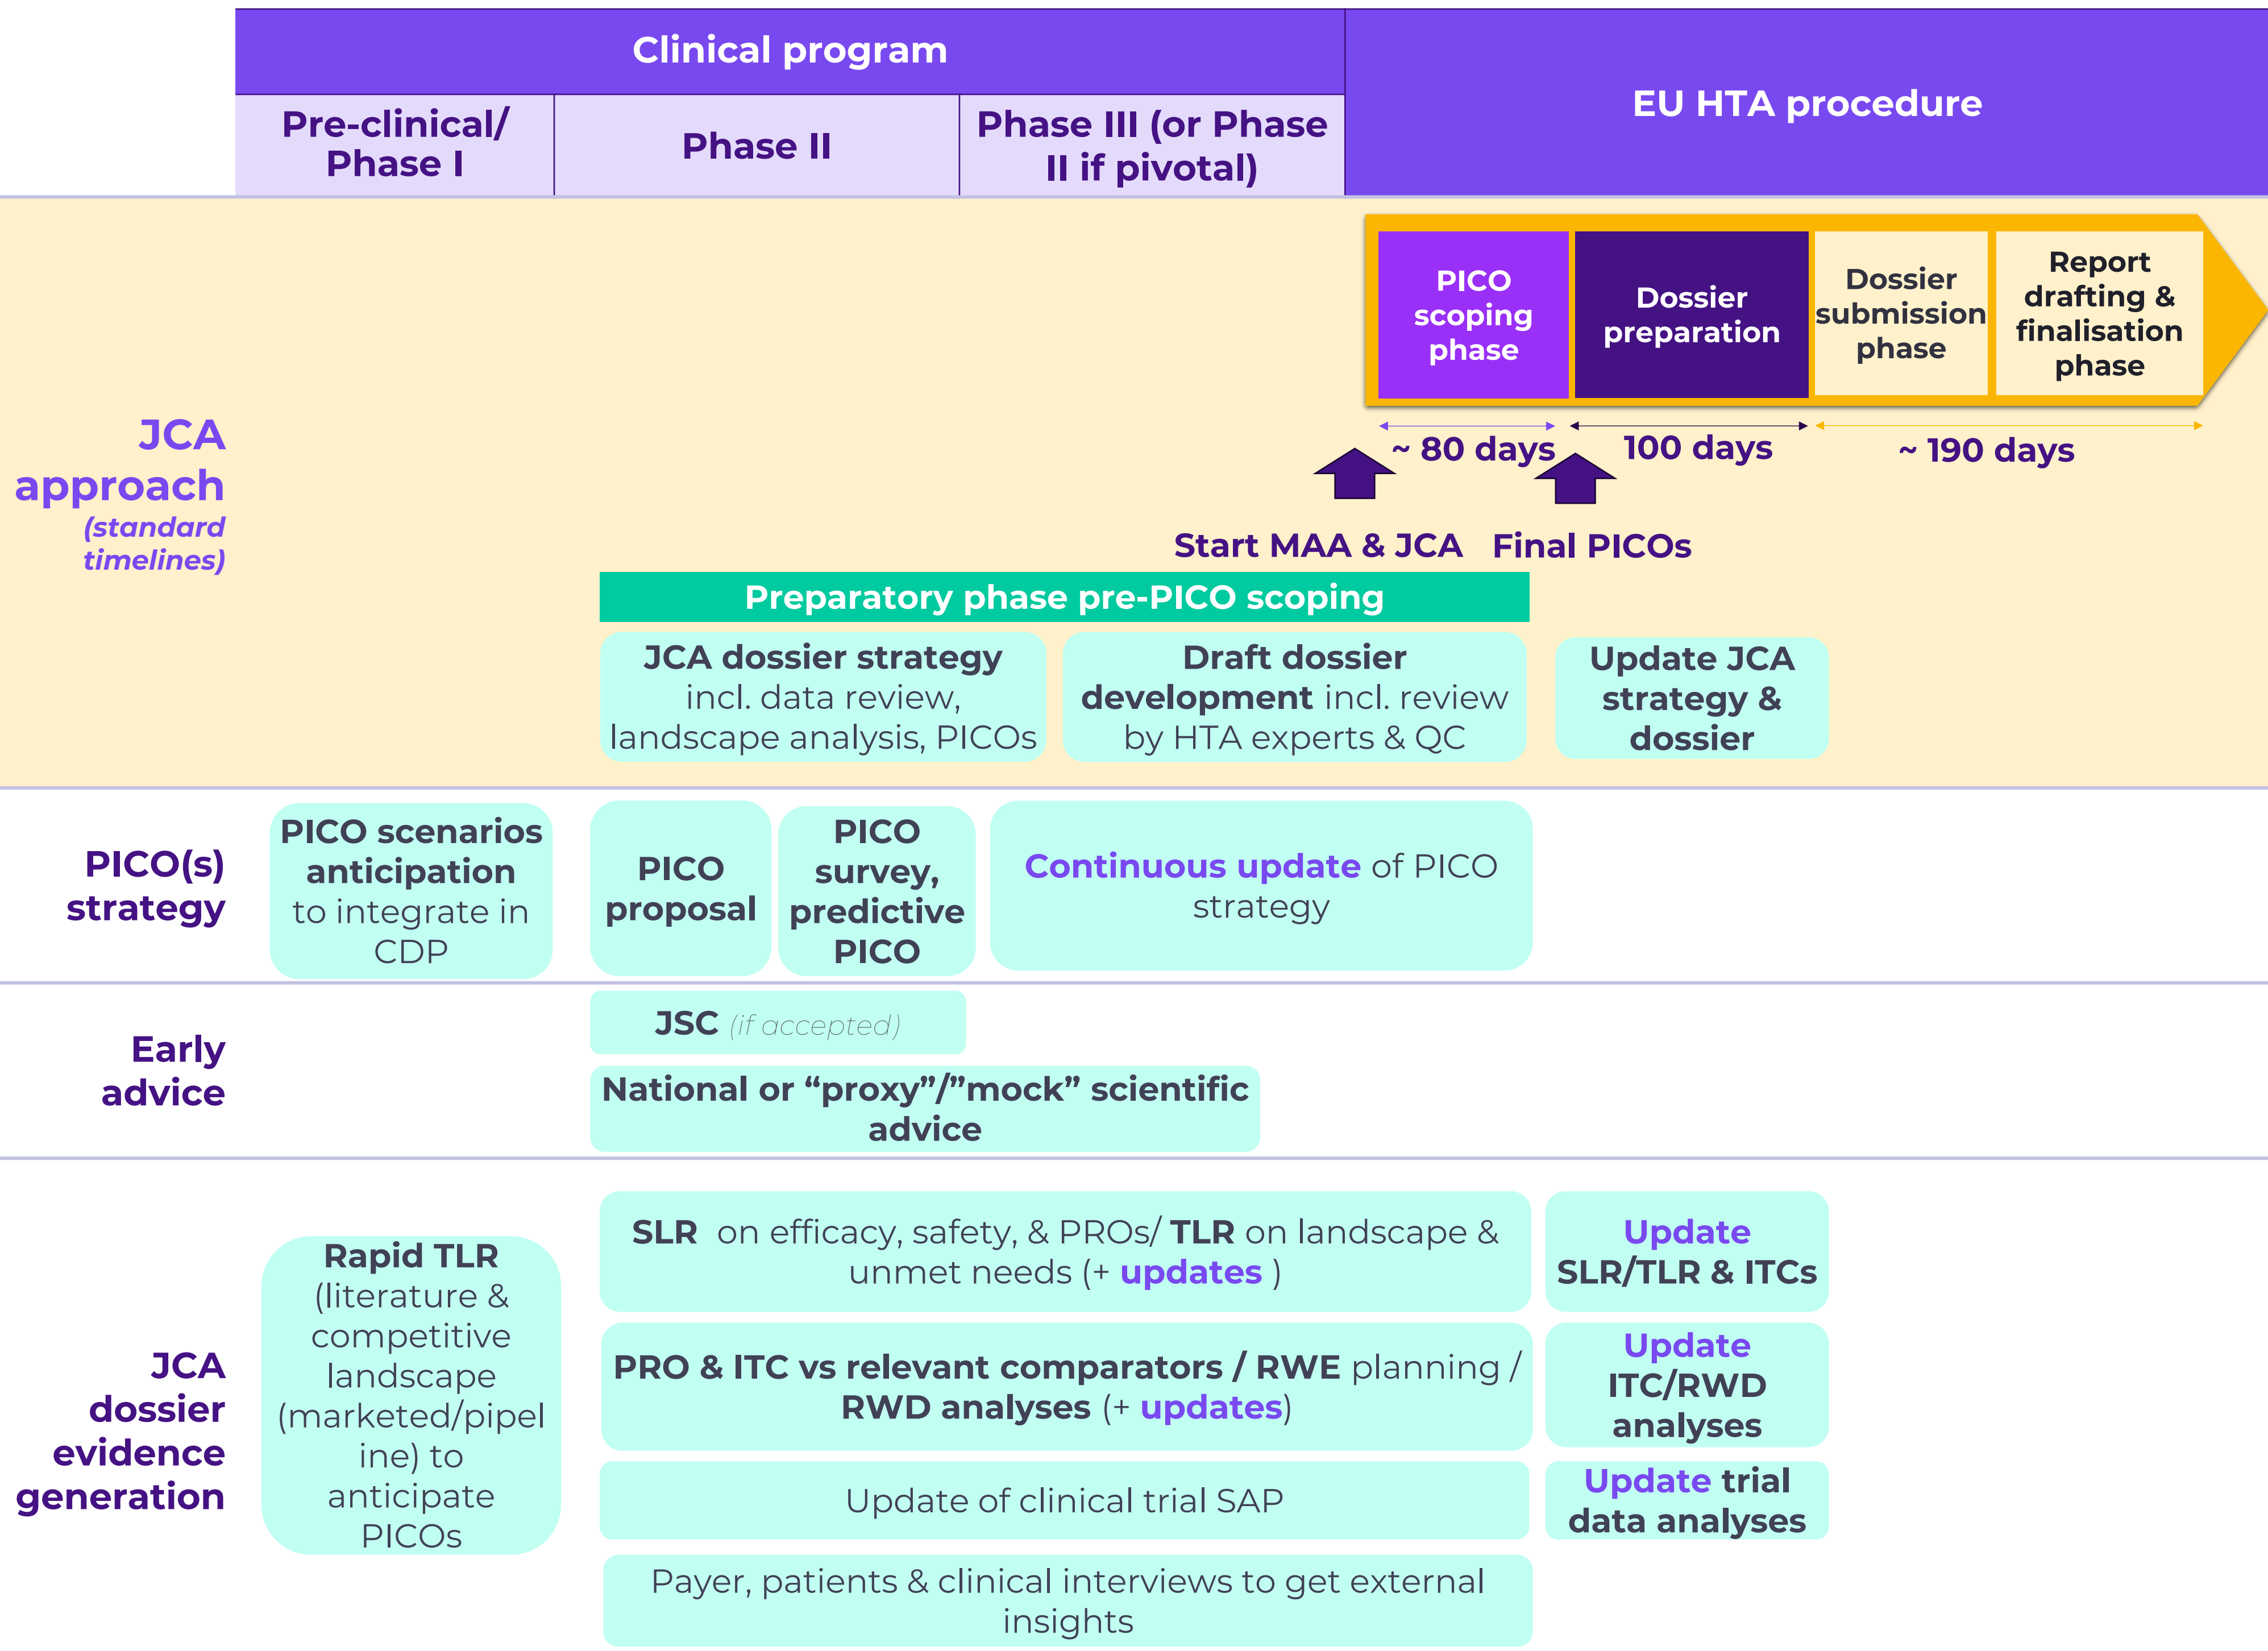 Clinical program
EU HTA procedure
Pre-clinical/
Phase I
Phase II
Phase III (or Phase
II if pivotal)
JCA
approach
(standard
timelines)
PICO
scoping
phase
Dossier
preparation
Dossier
submission
phase
Report
drafting &
finalisation
phase
~ 80 days
100 days
~ 190 days
Start MAA & JCA
Final PICOs
Preparatory phase pre-PICO scoping
JCA dossier strategy
incl. data review,
landscape analysis, PICOs
Draft dossier
development incl. review
by HTA experts & QC
Update JCA
strategy &
dossier
PICO(s)
strategy
PICO scenarios
anticipation
to integrate in
CDP
PICO
proposal
PICO
survey,
predictive
PICO
Continuous update of PICO
strategy
Early
advice
JSC (if accepted)
National or “proxy”/”mock” scientific
advice
JCA
dossier
evidence
generation
Rapid TLR
(literature &
competitive
landscape
(marketed/pipel
ine) to
anticipate
PICOs
SLR on efficacy, safety, & PROs/ TLR on landscape &
unmet needs (+ updates )
Update
SLR/TLR & ITCs
PRO & ITC vs relevant comparators / RWE planning /
RWD analyses (+ updates)
Update
ITC/RWD
analyses
Update of clinical trial SAP
Update trial
data analyses
Payer, patients & clinical interviews to get external
insights